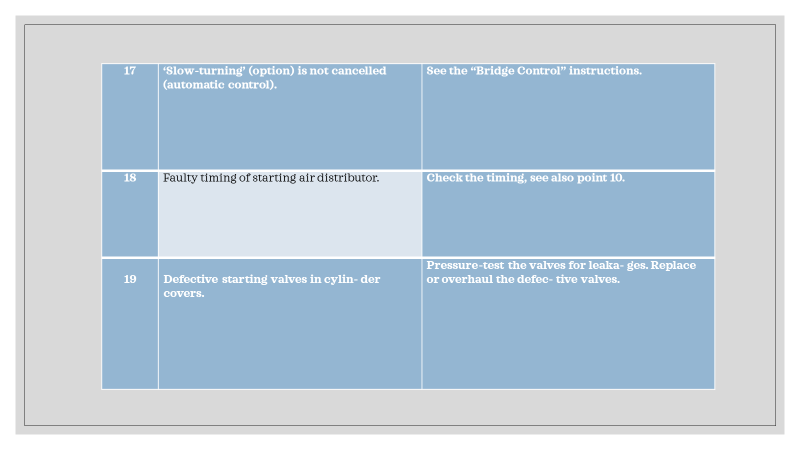 17
‘Slow-turning’ (option) is not cancelled
(automatic control).
See the “Bridge Control” instructions.
18
Faulty timing of starting air distributor.
Check the timing, see also point 10.
19
Defective starting valves in cylin- der
covers.
Pressure-test the valves for leaka- ges. Replace
or overhaul the defec- tive valves.